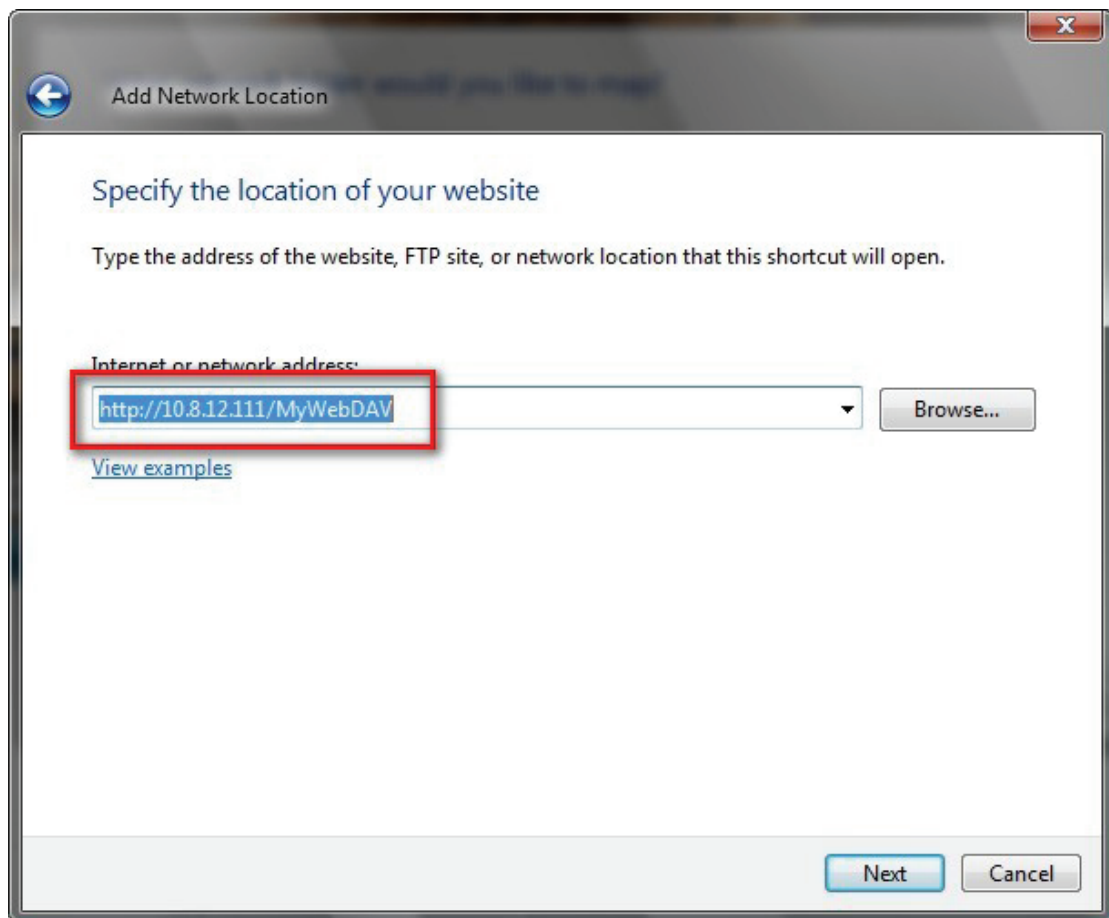 Add Network Location
Specify the location of your website
Type the address of the website, FTP site, or network location that this shortcut will open.
Internet or network address:
http://10.8.12.111/MyWebDAV
Browse...
View examples
Next
Cancel